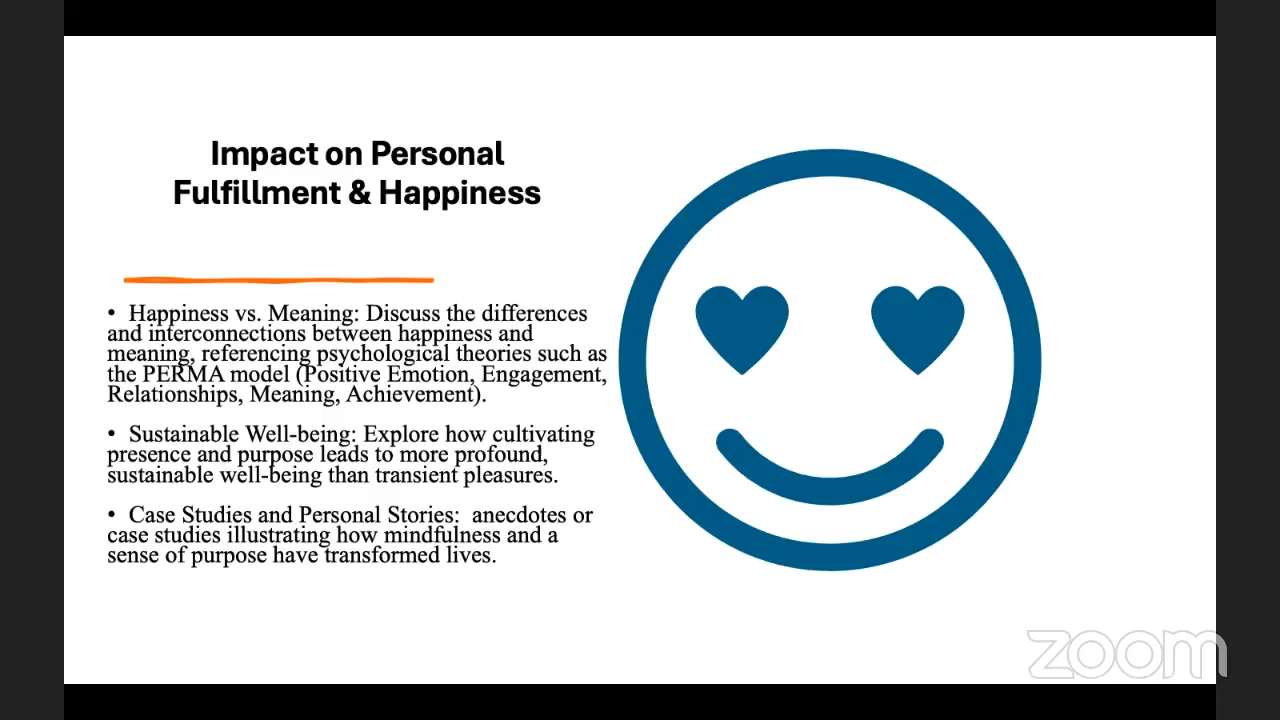 Impact on Personal
Fulfillment & Happiness
• Happiness vs. Meaning: Discuss the differences
and interconnections between happiness and
meaning, referencing psychological theories such as
the PERMA model (Positive Emotion, Engagement,
Relationships, Meaning, Achievement).
• Sustainable Well-being: Explore how cultivating
presence and purpose leads to more profound,
sustainable well-being than transient pleasures.
• Case Studies and Personal Stories:  anecdotes or
case studies illustrating how mindfulness and a
sense of purpose have transformed lives.
zoom